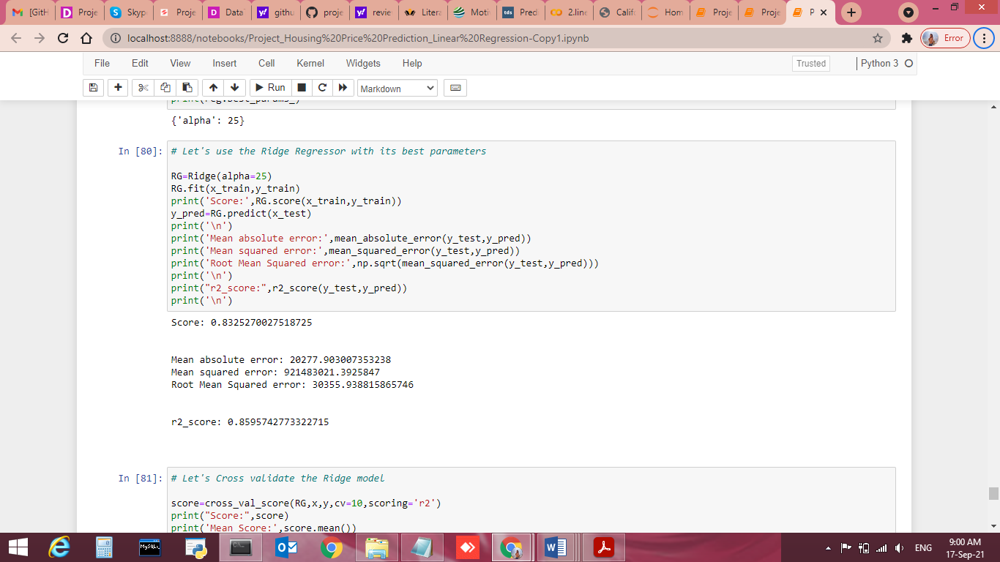 [GitH
Proje
Skyp
Proje
Data
githu
proje
revie
Litera
Moti
tds
Pred
2.line
Calif
Hom
Proje
Proje
P
localhost:8888/notebooks/Project_Housing%20Price%20Prediction_Linear%20Regression-Copy1.ipynb
Error
File Edit View Insert Cell Kernel Widgets Help
Trusted
Python 3
Run
Markdown
print(reg.best_params_)
{'alpha': 25}
In [80]:
# Let's use the Ridge Regressor with its best parameters
RG=Ridge(alpha=25)
RG.fit(x_train,y_train)
print('Score:',RG.score(x_train,y_train))
y_pred=RG.predict(x_test)
print('\n')
print('Mean absolute error:',mean_absolute_error(y_test,y_pred))
print('Mean squared error:',mean_squared_error(y_test,y_pred))
print('Root Mean Squared error:',np.sqrt(mean_squared_error(y_test,y_pred)))
print('\n')
print("r2_score:",r2_score(y_test,y_pred))
print('\n')
Score: 0.8325270027518725
Mean absolute error: 20277.903007353238
Mean squared error: 921483021.3925847
Root Mean Squared error: 30355.938815865746
r2_score: 0.8595742773322715
In [81]:
# Let's Cross validate the Ridge model
score=cross_val_score(RG,x,y,cv=10,scoring='r2')
print("Score:",score)
print('Mean Score:',score.mean())
ENG
9:00 AM
17-Sep-21